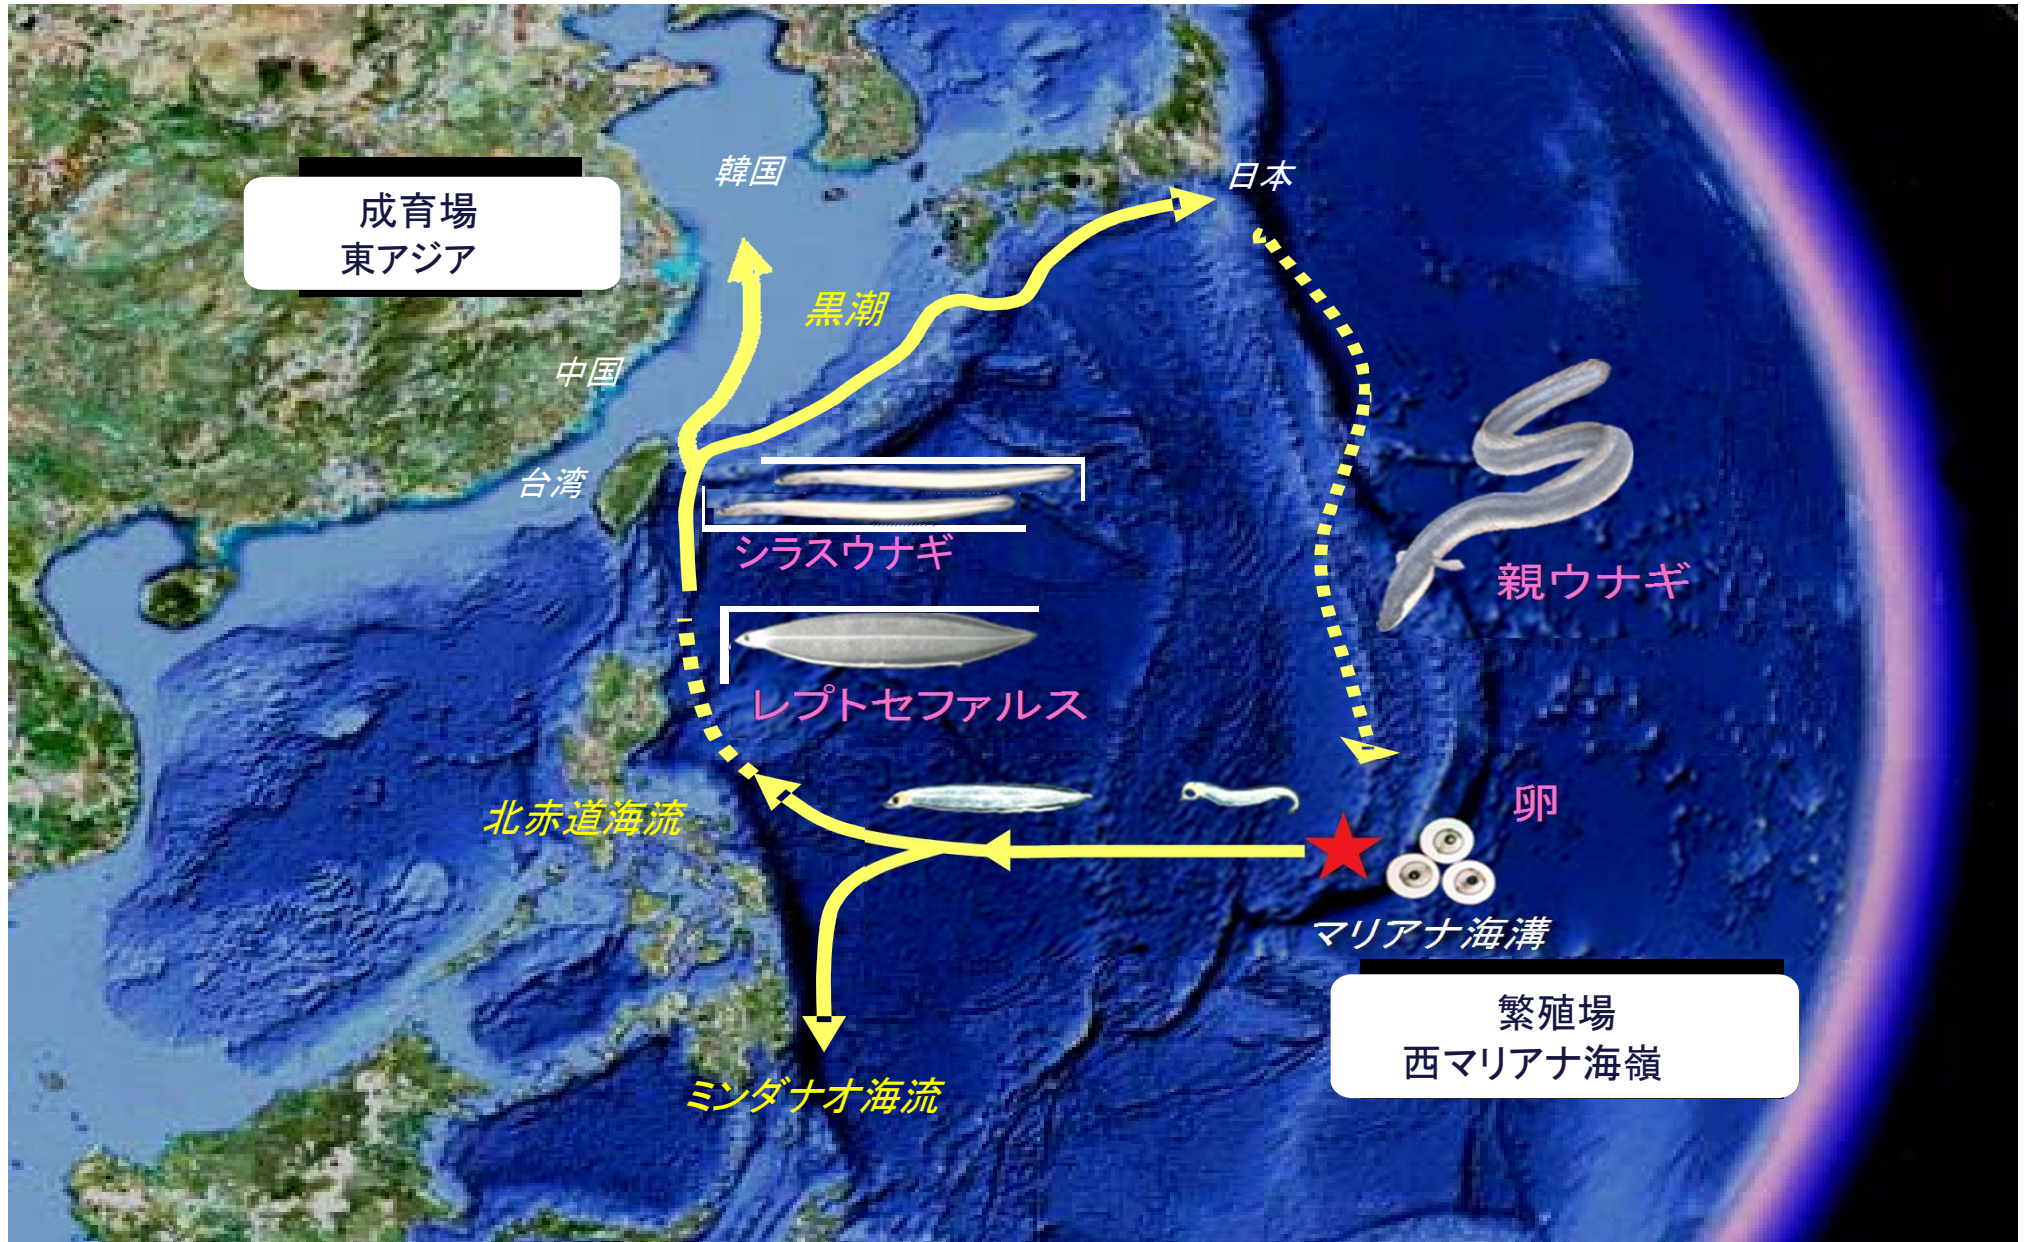 韓国
日本
成育場
東アジア
黒潮
中国
台湾
シラスウナギ
親ウナギ
レプトセファルス
卵
北赤道海流
マリアナ海溝
繁殖場
西マリアナ海嶺
ミンダナオ海流